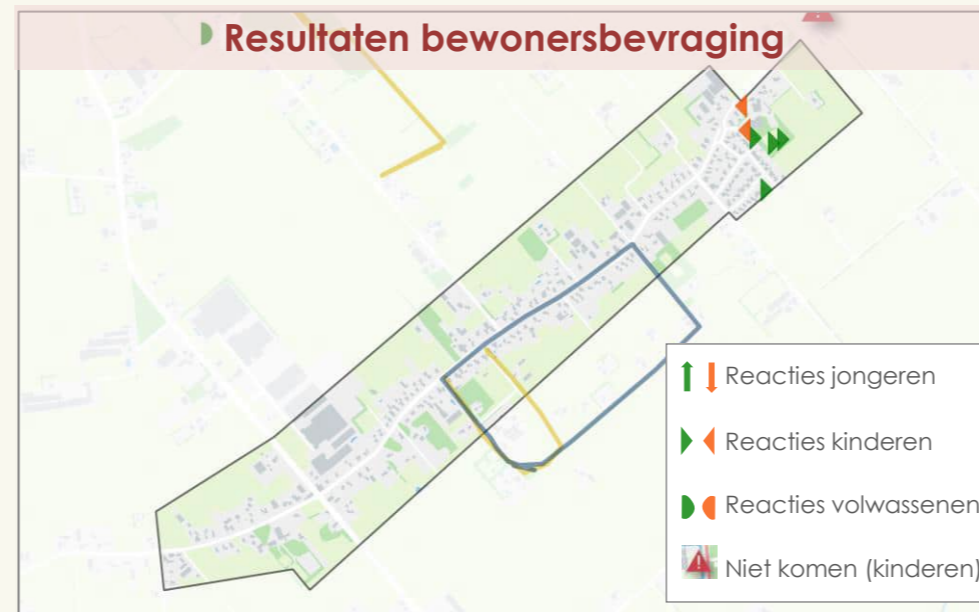 Resultaten bewonersbevraging
Reacties jongeren
Reacties kinderen
Reacties volwassenen
Niet komen (kinderen)